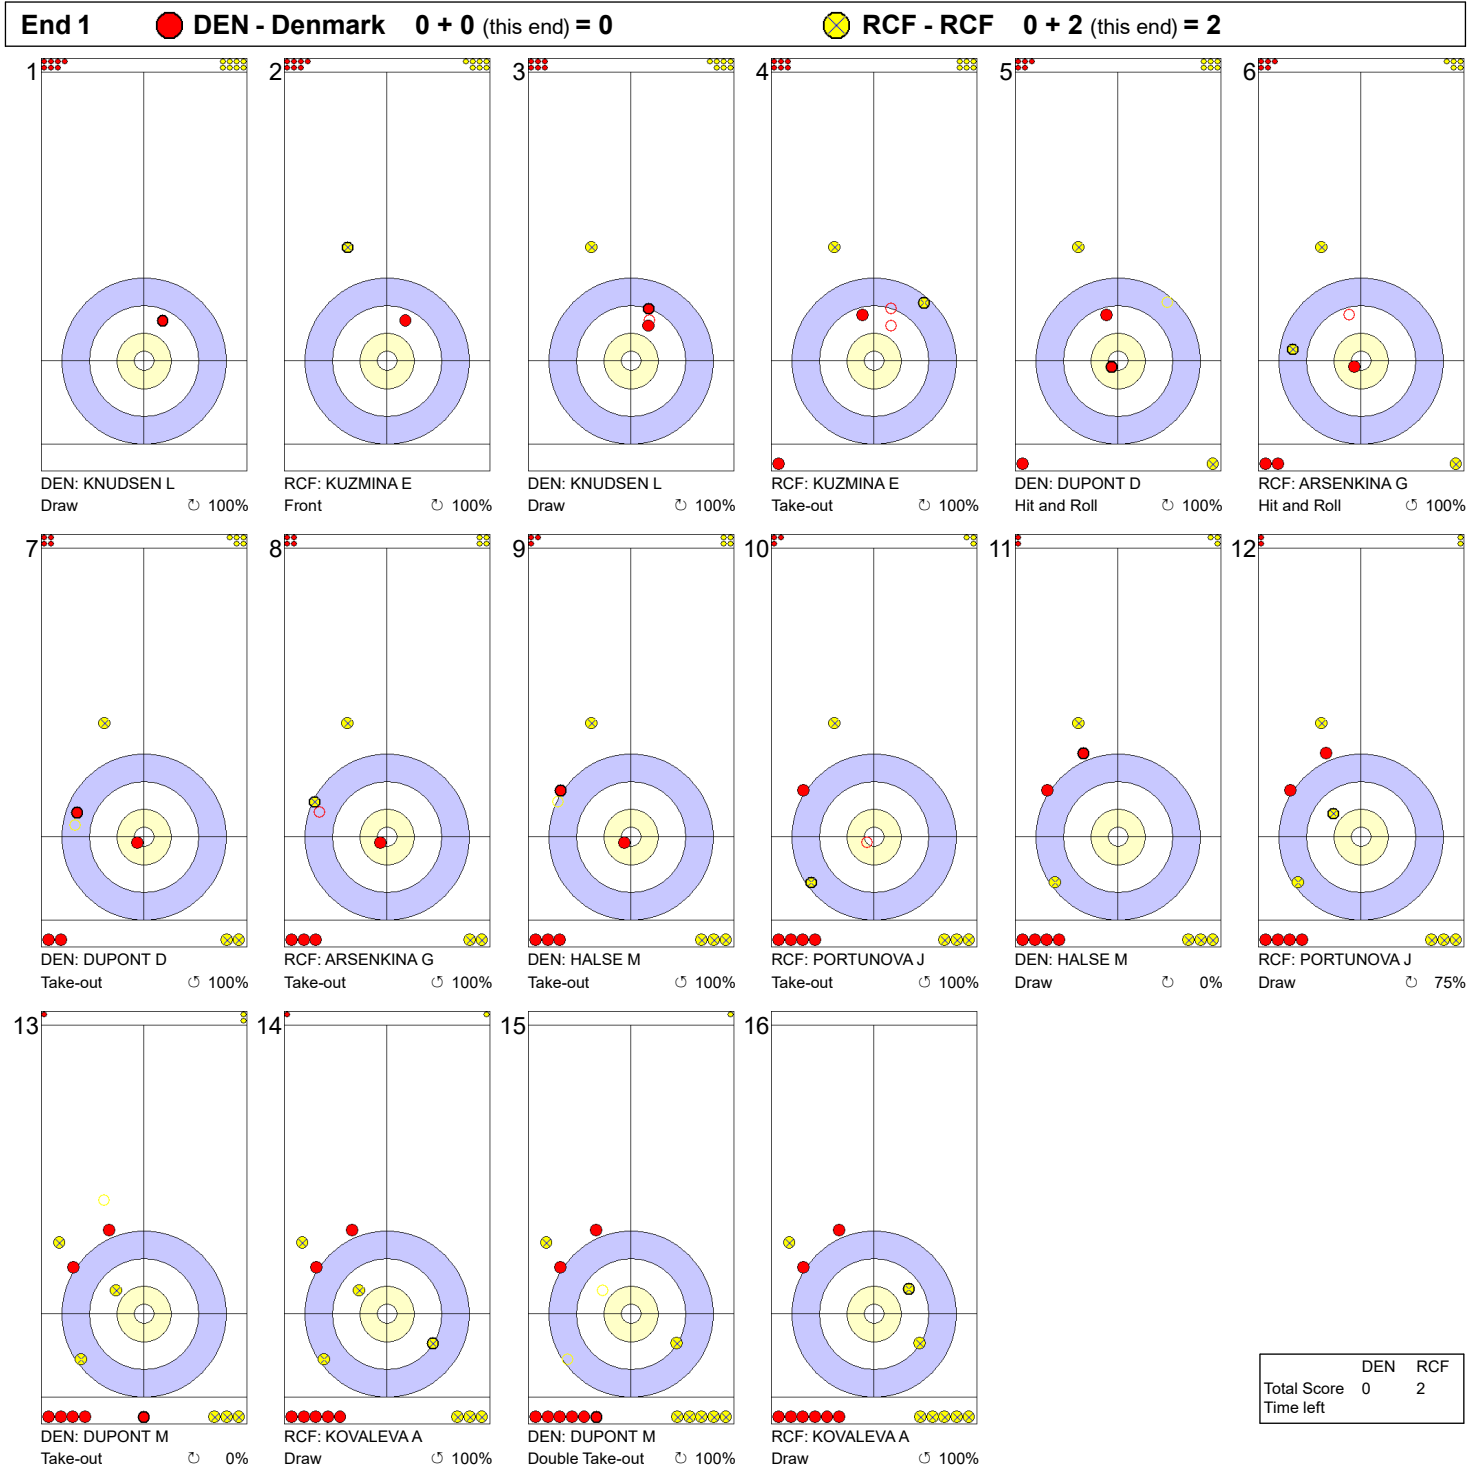 End 1 DEN - Denmark 0 + 0 (this end) = 0 RCF - RCF 0 + 2 (this end) = 2
1 2 3 4 5 6
DEN: KNUDSEN L RCF: KUZMINA E DEN: KNUDSEN L RCF: KUZMINA E DEN: DUPONT D RCF: ARSENKINA G
Draw ↻ 100% Front ↻ 100% Draw ↻ 100% Take-out ↻ 100% Hit and Roll ↻ 100% Hit and Roll ↻ 100%
7 8 9 10 11 12
DEN: DUPONT D RCF: ARSENKINA G DEN: HALSE M RCF: PORTUNOVA J DEN: HALSE M RCF: PORTUNOVA J
Take-out ↺ 100% Take-out ↺ 100% Take-out ↺ 100% Take-out ↺ 100% Draw ↻ 0% Draw ↻ 75%
13 14 15 16
DEN: DUPONT M RCF: KOVALEVA A DEN: DUPONT M RCF: KOVALEVA A
Take-out ↻ 0% Draw ↻ 100% Double Take-out ↻ 100% Draw ↻ 100%
DEN RCF
Total Score 0 2
Time left